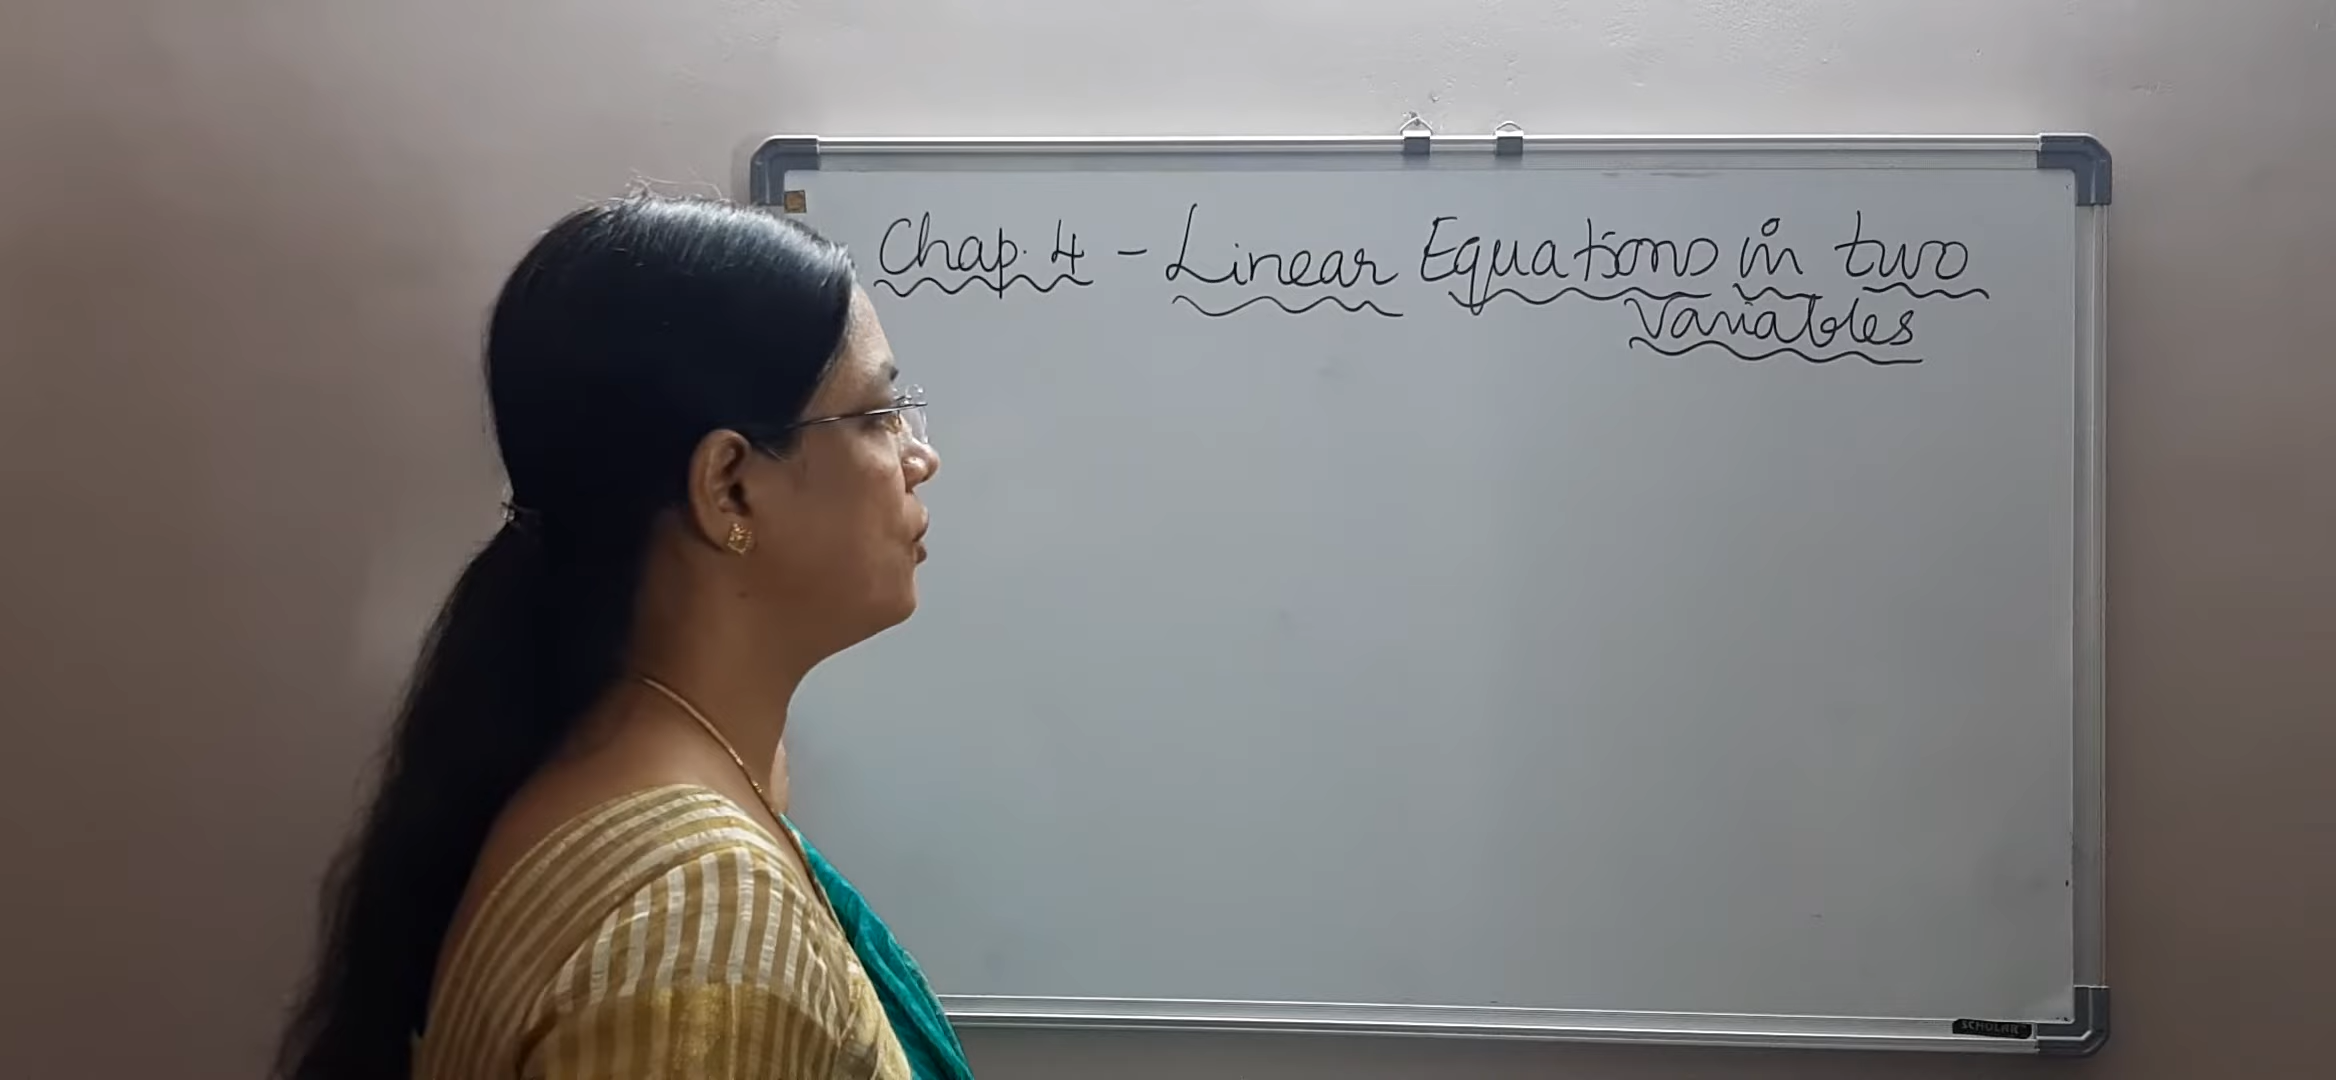 Chap. 4 - Linear Equations in two
Variables
SCHOLAR